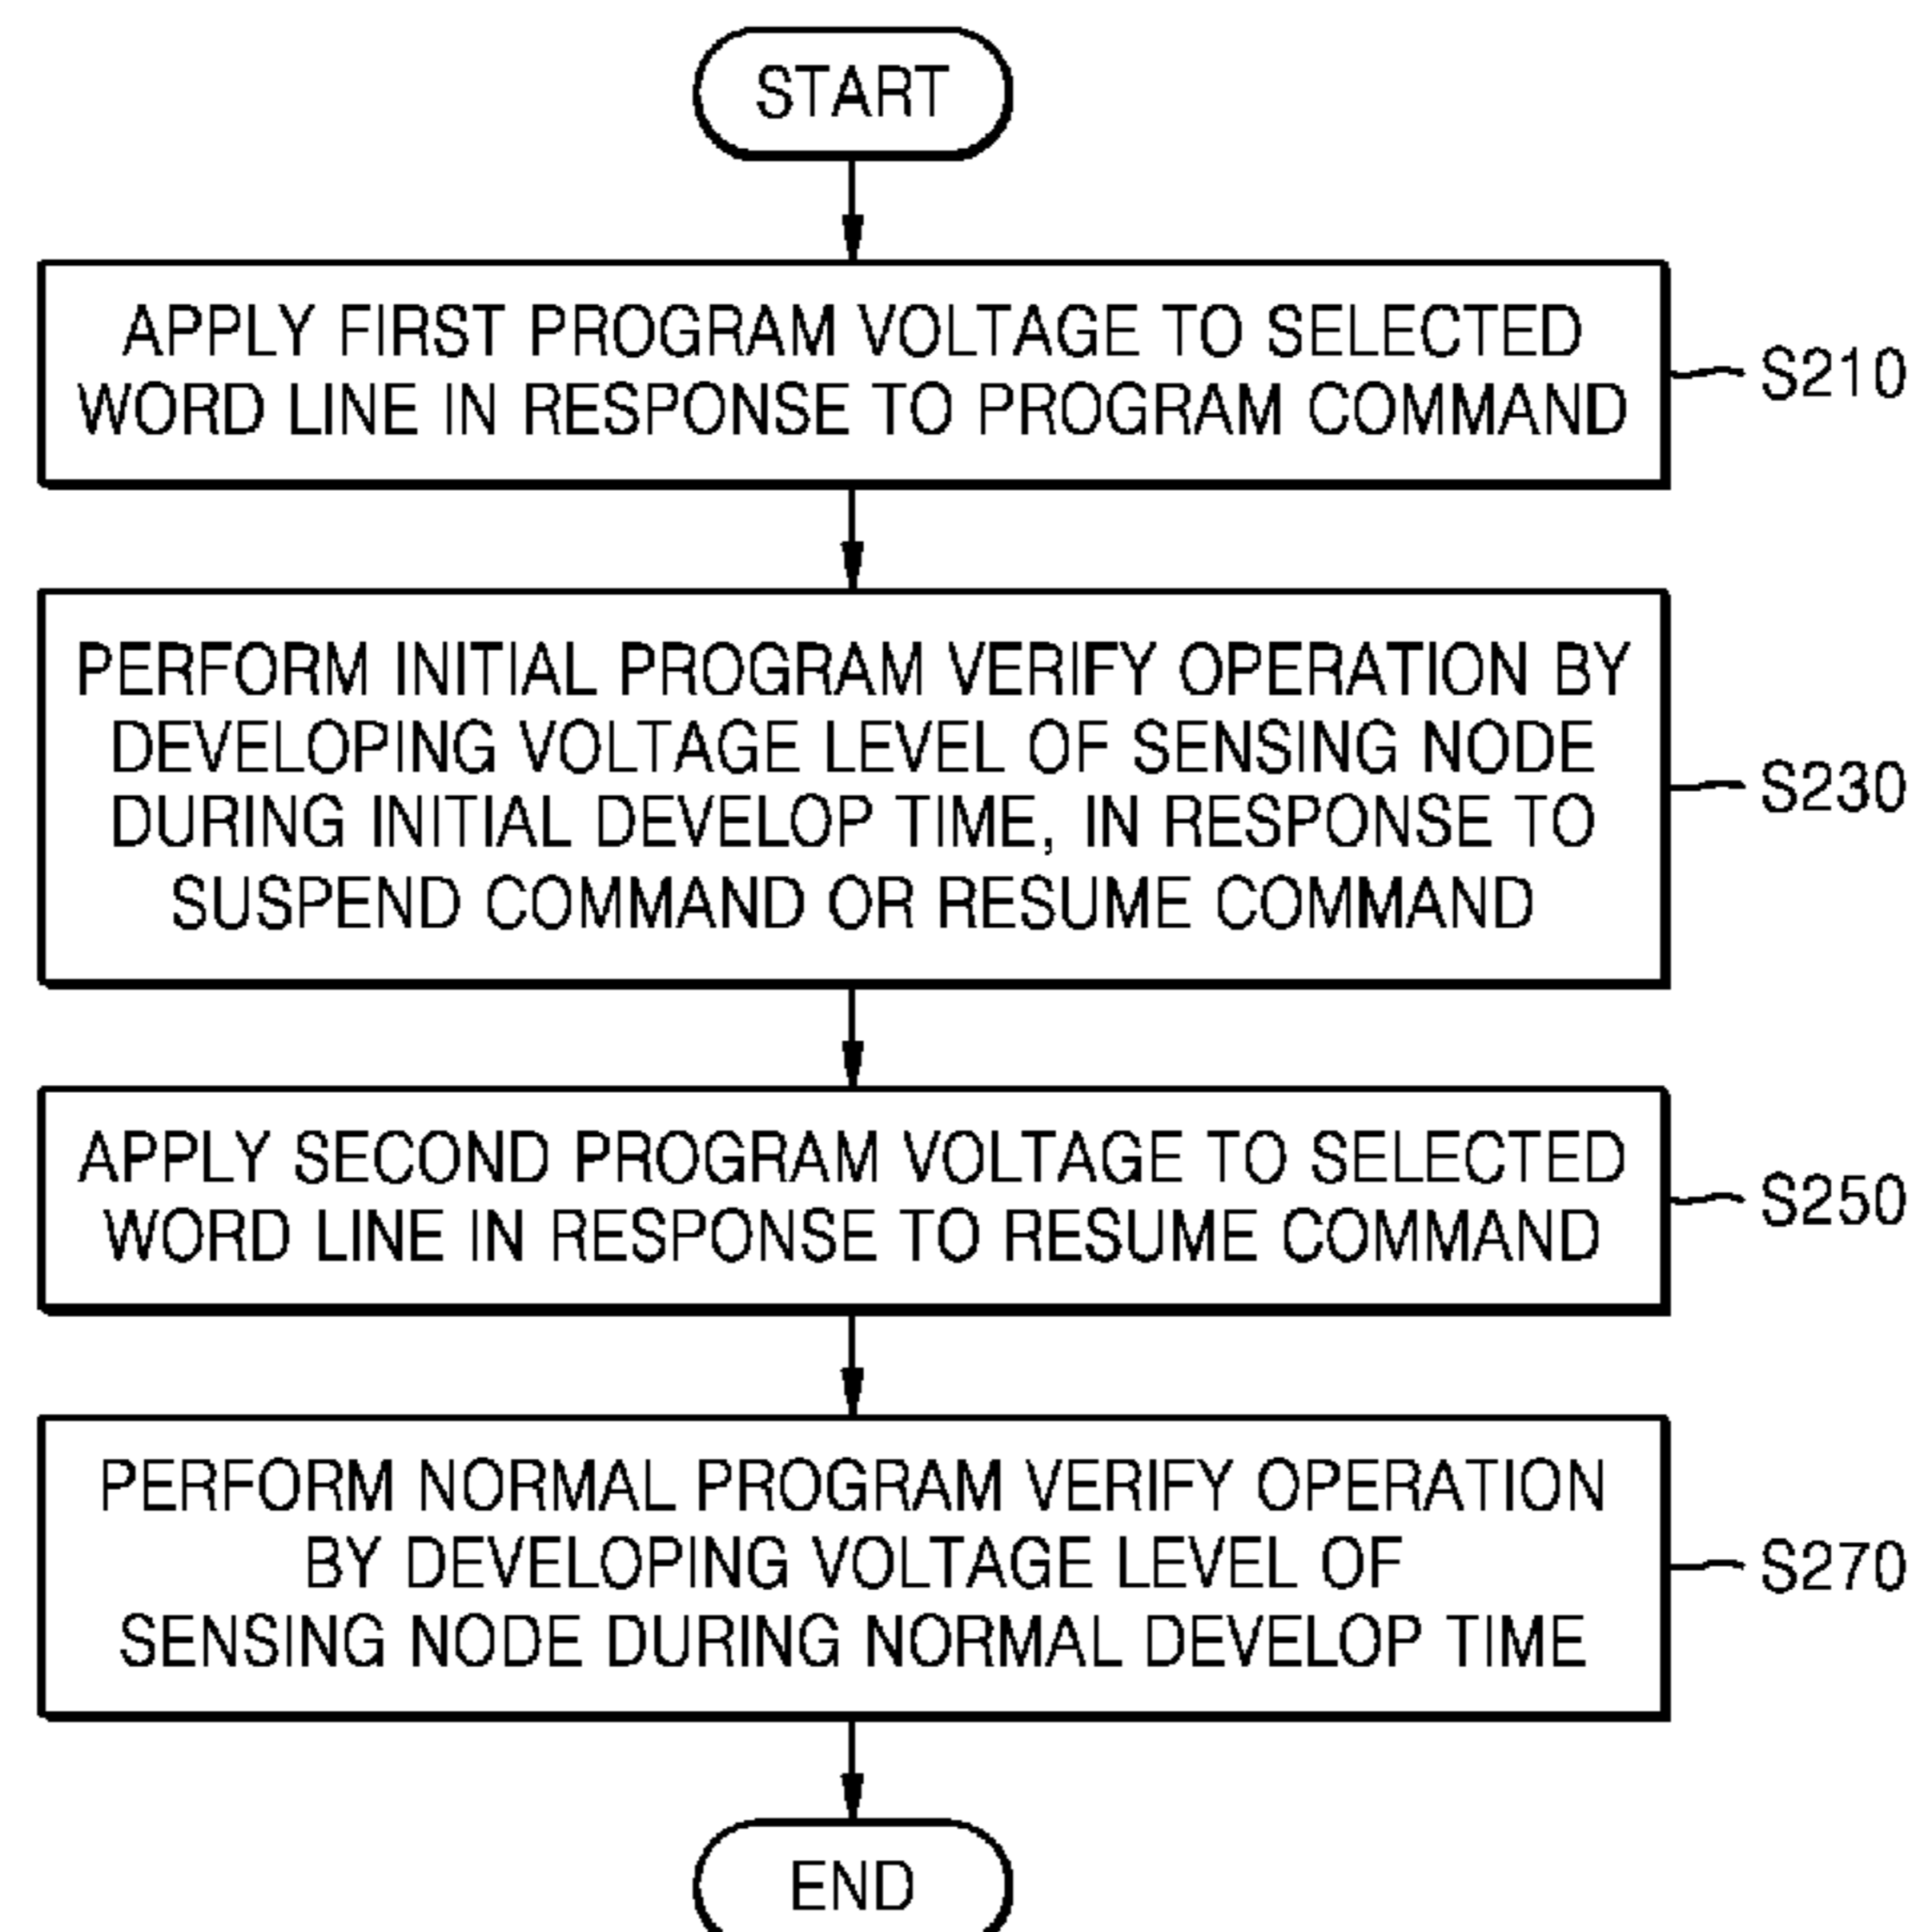 START
APPLY FIRST PROGRAM VOLTAGE TO SELECTED
WORD LINE IN RESPONSE TO PROGRAM COMMAND
S210
PERFORM INITIAL PROGRAM VERIFY OPERATION BY
DEVELOPING VOLTAGE LEVEL OF SENSING NODE
DURING INITIAL DEVELOP TIME, IN RESPONSE TO
SUSPEND COMMAND OR RESUME COMMAND
S230
APPLY SECOND PROGRAM VOLTAGE TO SELECTED
WORD LINE IN RESPONSE TO RESUME COMMAND
S250
PERFORM NORMAL PROGRAM VERIFY OPERATION
BY DEVELOPING VOLTAGE LEVEL OF
SENSING NODE DURING NORMAL DEVELOP TIME
S270
END